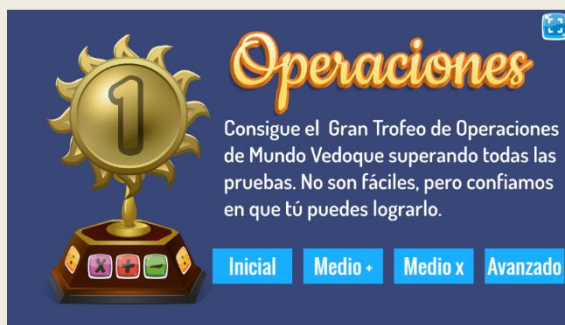 Operaciones
Consigue el Gran Trofeo de Operaciones
de Mundo Vedoque superando todas las
pruebas. No son fáciles, pero confiamos
en que tú puedes lograrlo.
1
x + -
Inicial Medio + Medio x Avanzado